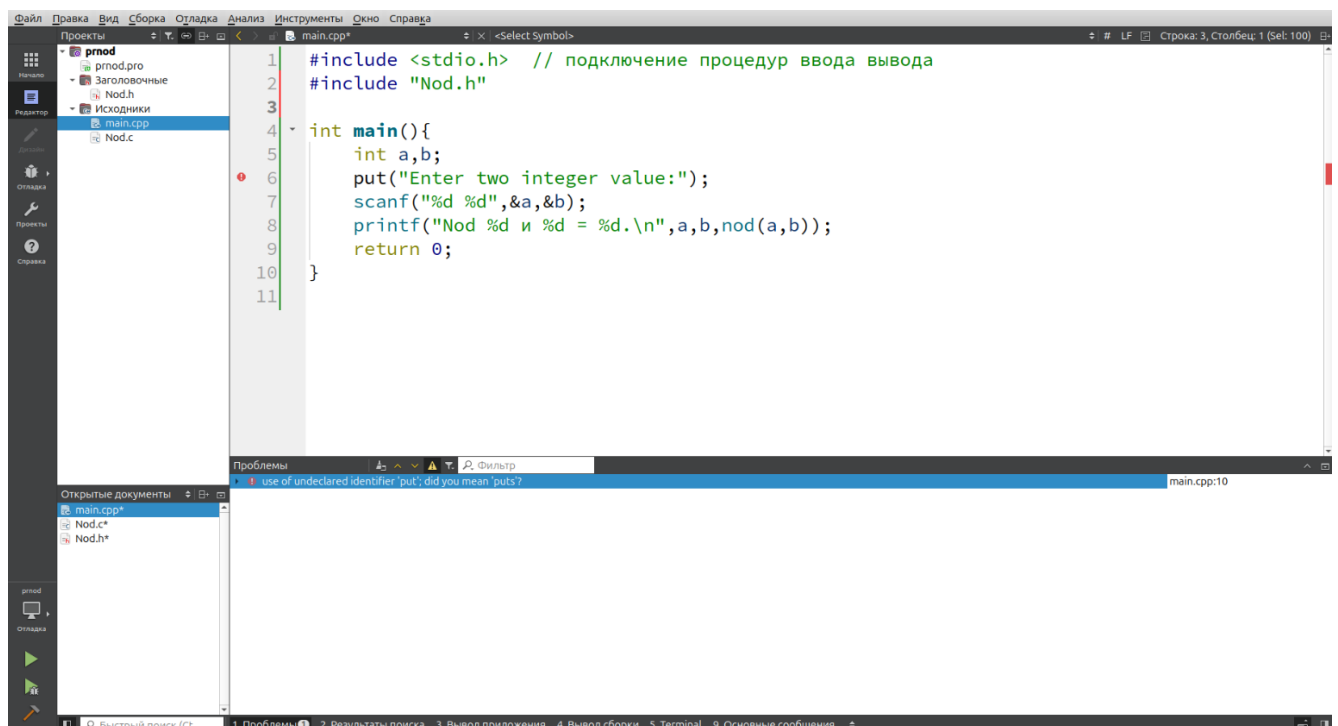 Файл Правка Вид Сборка Отладка Анализ Инструменты Окно Справка
Проекты
main.cpp*
<Select Symbol>
# LF Строка: 3, Столбец: 1 (Sel: 100)
Начало
Редактор
Дизайн
Отладка
Проекты
Справка
prnod
prnod.pro
Заголовочные
Nod.h
Исходники
main.cpp
Nod.c
1 #include <stdio.h> // подключение процедур ввода вывода
2 #include "Nod.h"
3
4 int main(){
5 int a,b;
6 put("Enter two integer value:");
7 scanf("%d %d",&a,&b);
8 printf("Nod %d и %d = %d.\n",a,b,nod(a,b));
9 return 0;
10 }
11
Проблемы
Фильтр
use of undeclared identifier 'put'; did you mean 'puts'? main.cpp:10
Открытые документы
main.cpp*
Nod.c*
Nod.h*
prnod
Отладка
Быстрый поиск (Ct
1 Проблемы 1 2 Результаты поиска 3 Вывод приложения 4 Вывод сборки 5 Terminal 9 Основные сообщения